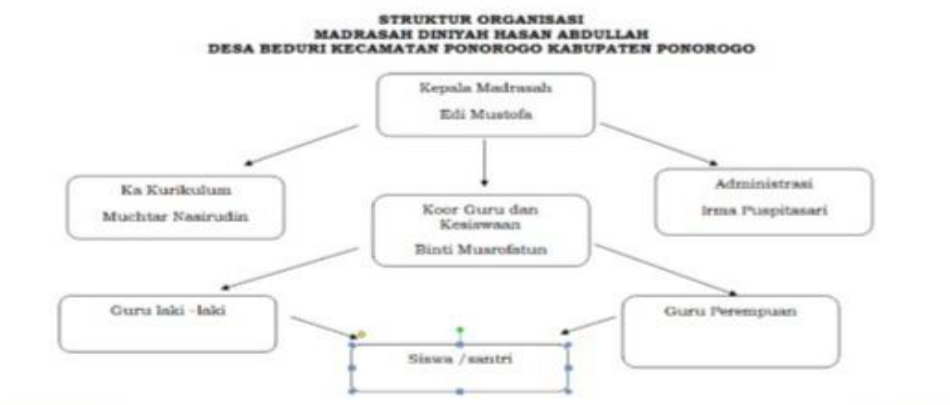 STRUKTUR ORGANISASI
MADRASAH DINIYAH HASAN ABDULLAH
DESA BEDURI KECAMATAN PONOROGO KABUPATEN PONOROGO
Kepala Madrasah
Edi Mustofa
Ka Kurikulum
Muchtar Nasirudin
Koor Guru dan
Kesiswaan
Binti Musrofatun
Administrasi
Irma Puspitasari
Guru laki -laki
Guru Perempuan
Siswa /santri